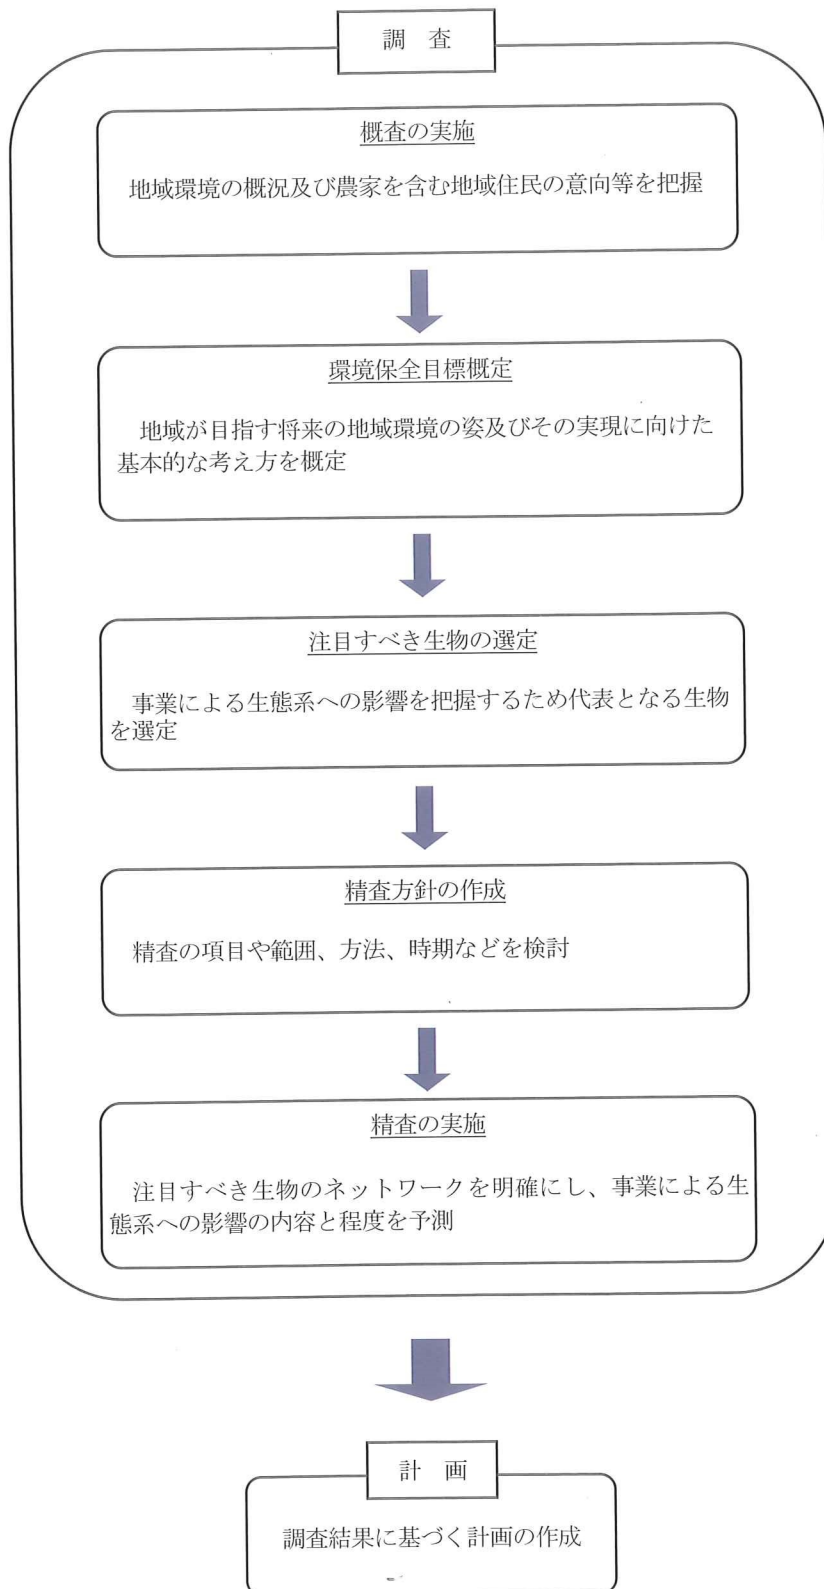 調　査
概査の実施
地域環境の概況及び農家を含む地域住民の意向等を把握
環境保全目標概定
地域が目指す将来の地域環境の姿及びその実現に向けた
基本的な考え方を概定
注目すべき生物の選定
事業による生態系への影響を把握するため代表となる生物
を選定
精査方針の作成
精査の項目や範囲、方法、時期などを検討
精査の実施
注目すべき生物のネットワークを明確にし、事業による生
態系への影響の内容と程度を予測
計　画
調査結果に基づく計画の作成